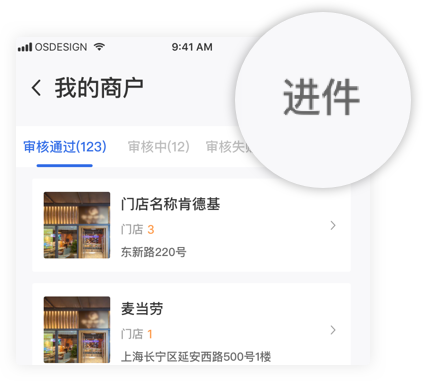 OSDESIGN 9:41 AM
我的商户
进件
审核通过(123) 审核中(12) 审核失
门店名称肯德基
门店 3
东新路220号
麦当劳
门店 1
上海长宁区延安西路500号1楼